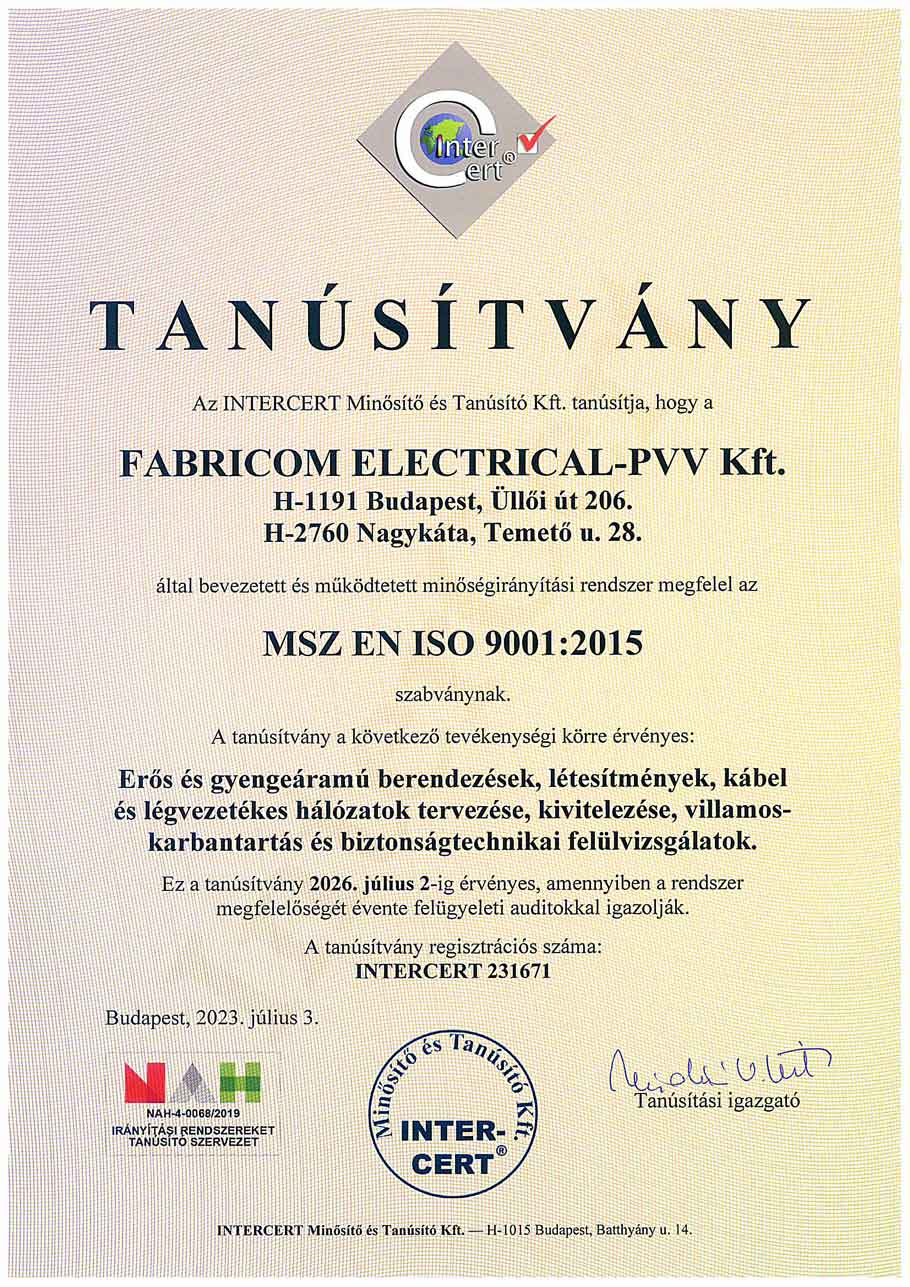 Inter
Cert®
TANÚSÍTVÁNY
Az INTERCERT Minősítő és Tanúsító Kft. tanúsítja, hogy a
FABRICOM ELECTRICAL-PVV Kft.
H-1191 Budapest, Üllői út 206.
H-2760 Nagykáta, Temető u. 28.
által bevezetett és működtetett minőségirányítási rendszer megfelel az
MSZ EN ISO 9001:2015
szabványnak.
A tanúsítvány a következő tevékenységi körre érvényes:
Erős és gyengeáramú berendezések, létesítmények, kábel
és légvezetékes hálózatok tervezése, kivitelezése, villamos-
karbantartás és biztonságtechnikai felülvizsgálatok.
Ez a tanúsítvány 2026. július 2-ig érvényes, amennyiben a rendszer
megfelelőségét évente felügyeleti auditokkal igazolják.
A tanúsítvány regisztrációs száma:
INTERCERT 231671
Budapest, 2023. július 3.
NAH
NAH-4-0068/2019
IRÁNYÍTÁSI RENDSZEREKET
TANÚSÍTÓ SZERVEZET
Minősítő és Tanúsító Kft.
INTER-
CERT®
Tanúsítási igazgató
INTERCERT Minősítő és Tanúsító Kft. — H-1015 Budapest, Batthyány u. 14.